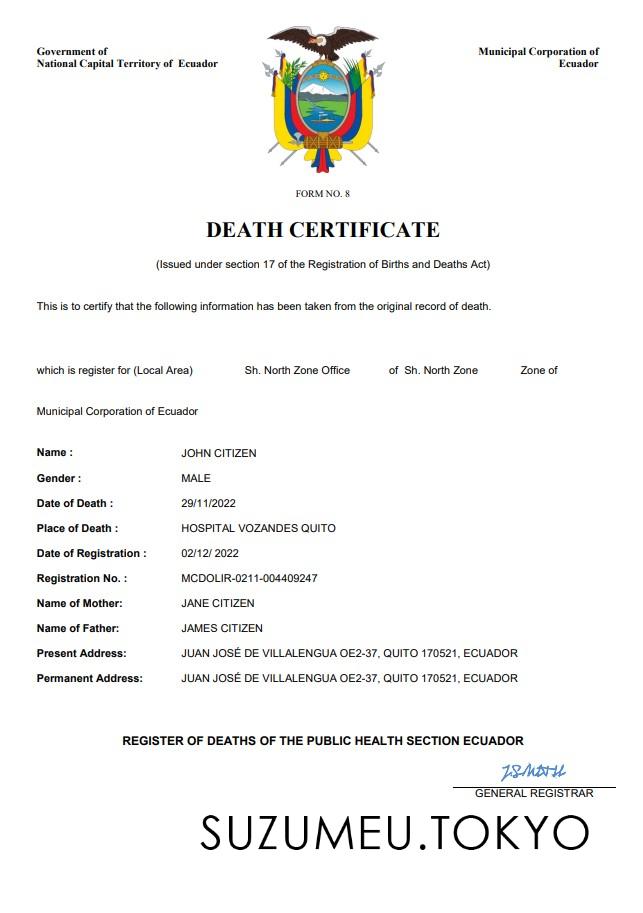 Government of
National Capital Territory of Ecuador
Municipal Corporation of
Ecuador
FORM NO. 8
DEATH CERTIFICATE
(Issued under section 17 of the Registration of Births and Deaths Act)
This is to certify that the following information has been taken from the original record of death.
which is register for (Local Area) Sh. North Zone Office of Sh. North Zone Zone of
Municipal Corporation of Ecuador
Name : JOHN CITIZEN
Gender : MALE
Date of Death : 29/11/2022
Place of Death : HOSPITAL VOZANDES QUITO
Date of Registration : 02/12/ 2022
Registration No. : MCDOLIR-0211-004409247
Name of Mother: JANE CITIZEN
Name of Father: JAMES CITIZEN
Present Address: JUAN JOSÉ DE VILLALENGUA OE2-37, QUITO 170521, ECUADOR
Permanent Address: JUAN JOSÉ DE VILLALENGUA OE2-37, QUITO 170521, ECUADOR
REGISTER OF DEATHS OF THE PUBLIC HEALTH SECTION ECUADOR
GENERAL REGISTRAR
SUZUMEU.TOKYO